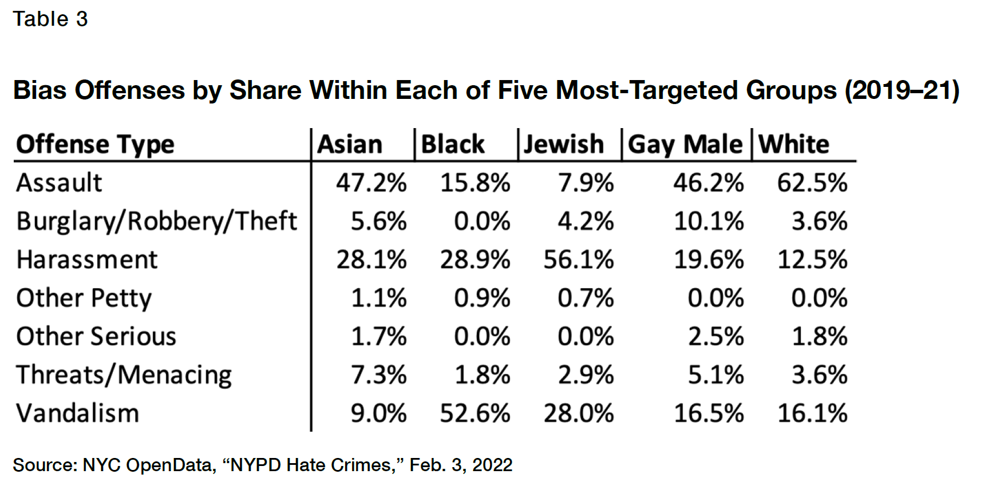 Table 3
Bias Offenses by Share Within Each of Five Most-Targeted Groups (2019–21)
Offense Type Asian Black Jewish Gay Male White
Assault 47.2% 15.8% 7.9% 46.2% 62.5%
Burglary/Robbery/Theft 5.6% 0.0% 4.2% 10.1% 3.6%
Harassment 28.1% 28.9% 56.1% 19.6% 12.5%
Other Petty 1.1% 0.9% 0.7% 0.0% 0.0%
Other Serious 1.7% 0.0% 0.0% 2.5% 1.8%
Threats/Menacing 7.3% 1.8% 2.9% 5.1% 3.6%
Vandalism 9.0% 52.6% 28.0% 16.5% 16.1%
Source: NYC OpenData, “NYPD Hate Crimes,” Feb. 3, 2022